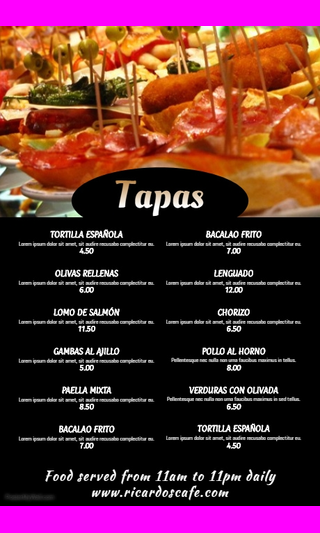 Tapas
TORTILLA ESPAÑOLA
Lorem ipsum dolor sit amet, sit audire recusabo complectitur eu.
4.50
OLIVAS RELLENAS
Lorem ipsum dolor sit amet, sit audire recusabo complectitur eu.
6.00
LOMO DE SALMÓN
Lorem ipsum dolor sit amet, sit audire recusabo complectitur eu.
11.50
GAMBAS AL AJILLO
Lorem ipsum dolor sit amet, sit audire recusabo complectitur eu.
5.00
PAELLA MIXTA
Lorem ipsum dolor sit amet, sit audire recusabo complectitur eu.
8.50
BACALAO FRITO
Lorem ipsum dolor sit amet, sit audire recusabo complectitur eu.
7.00
BACALAO FRITO
Lorem ipsum dolor sit amet, sit audire recusabo complectitur eu.
7.00
LENGUADO
Lorem ipsum dolor sit amet, sit audire recusabo complectitur eu.
12.00
CHORIZO
Lorem ipsum dolor sit amet, sit audire recusabo complectitur eu.
6.50
POLLO AL HORNO
Pellentesque nec nulla non urna faucibus maximus in tellus.
8.00
VERDURAS CON OLIVADA
Pellentesque nec nulla non urna faucibus maximus in sed tellus.
6.50
TORTILLA ESPAÑOLA
Lorem ipsum dolor sit amet, sit audire recusabo complectitur eu.
4.50
Food served from 11am to 11pm daily
www.ricardoscafe.com